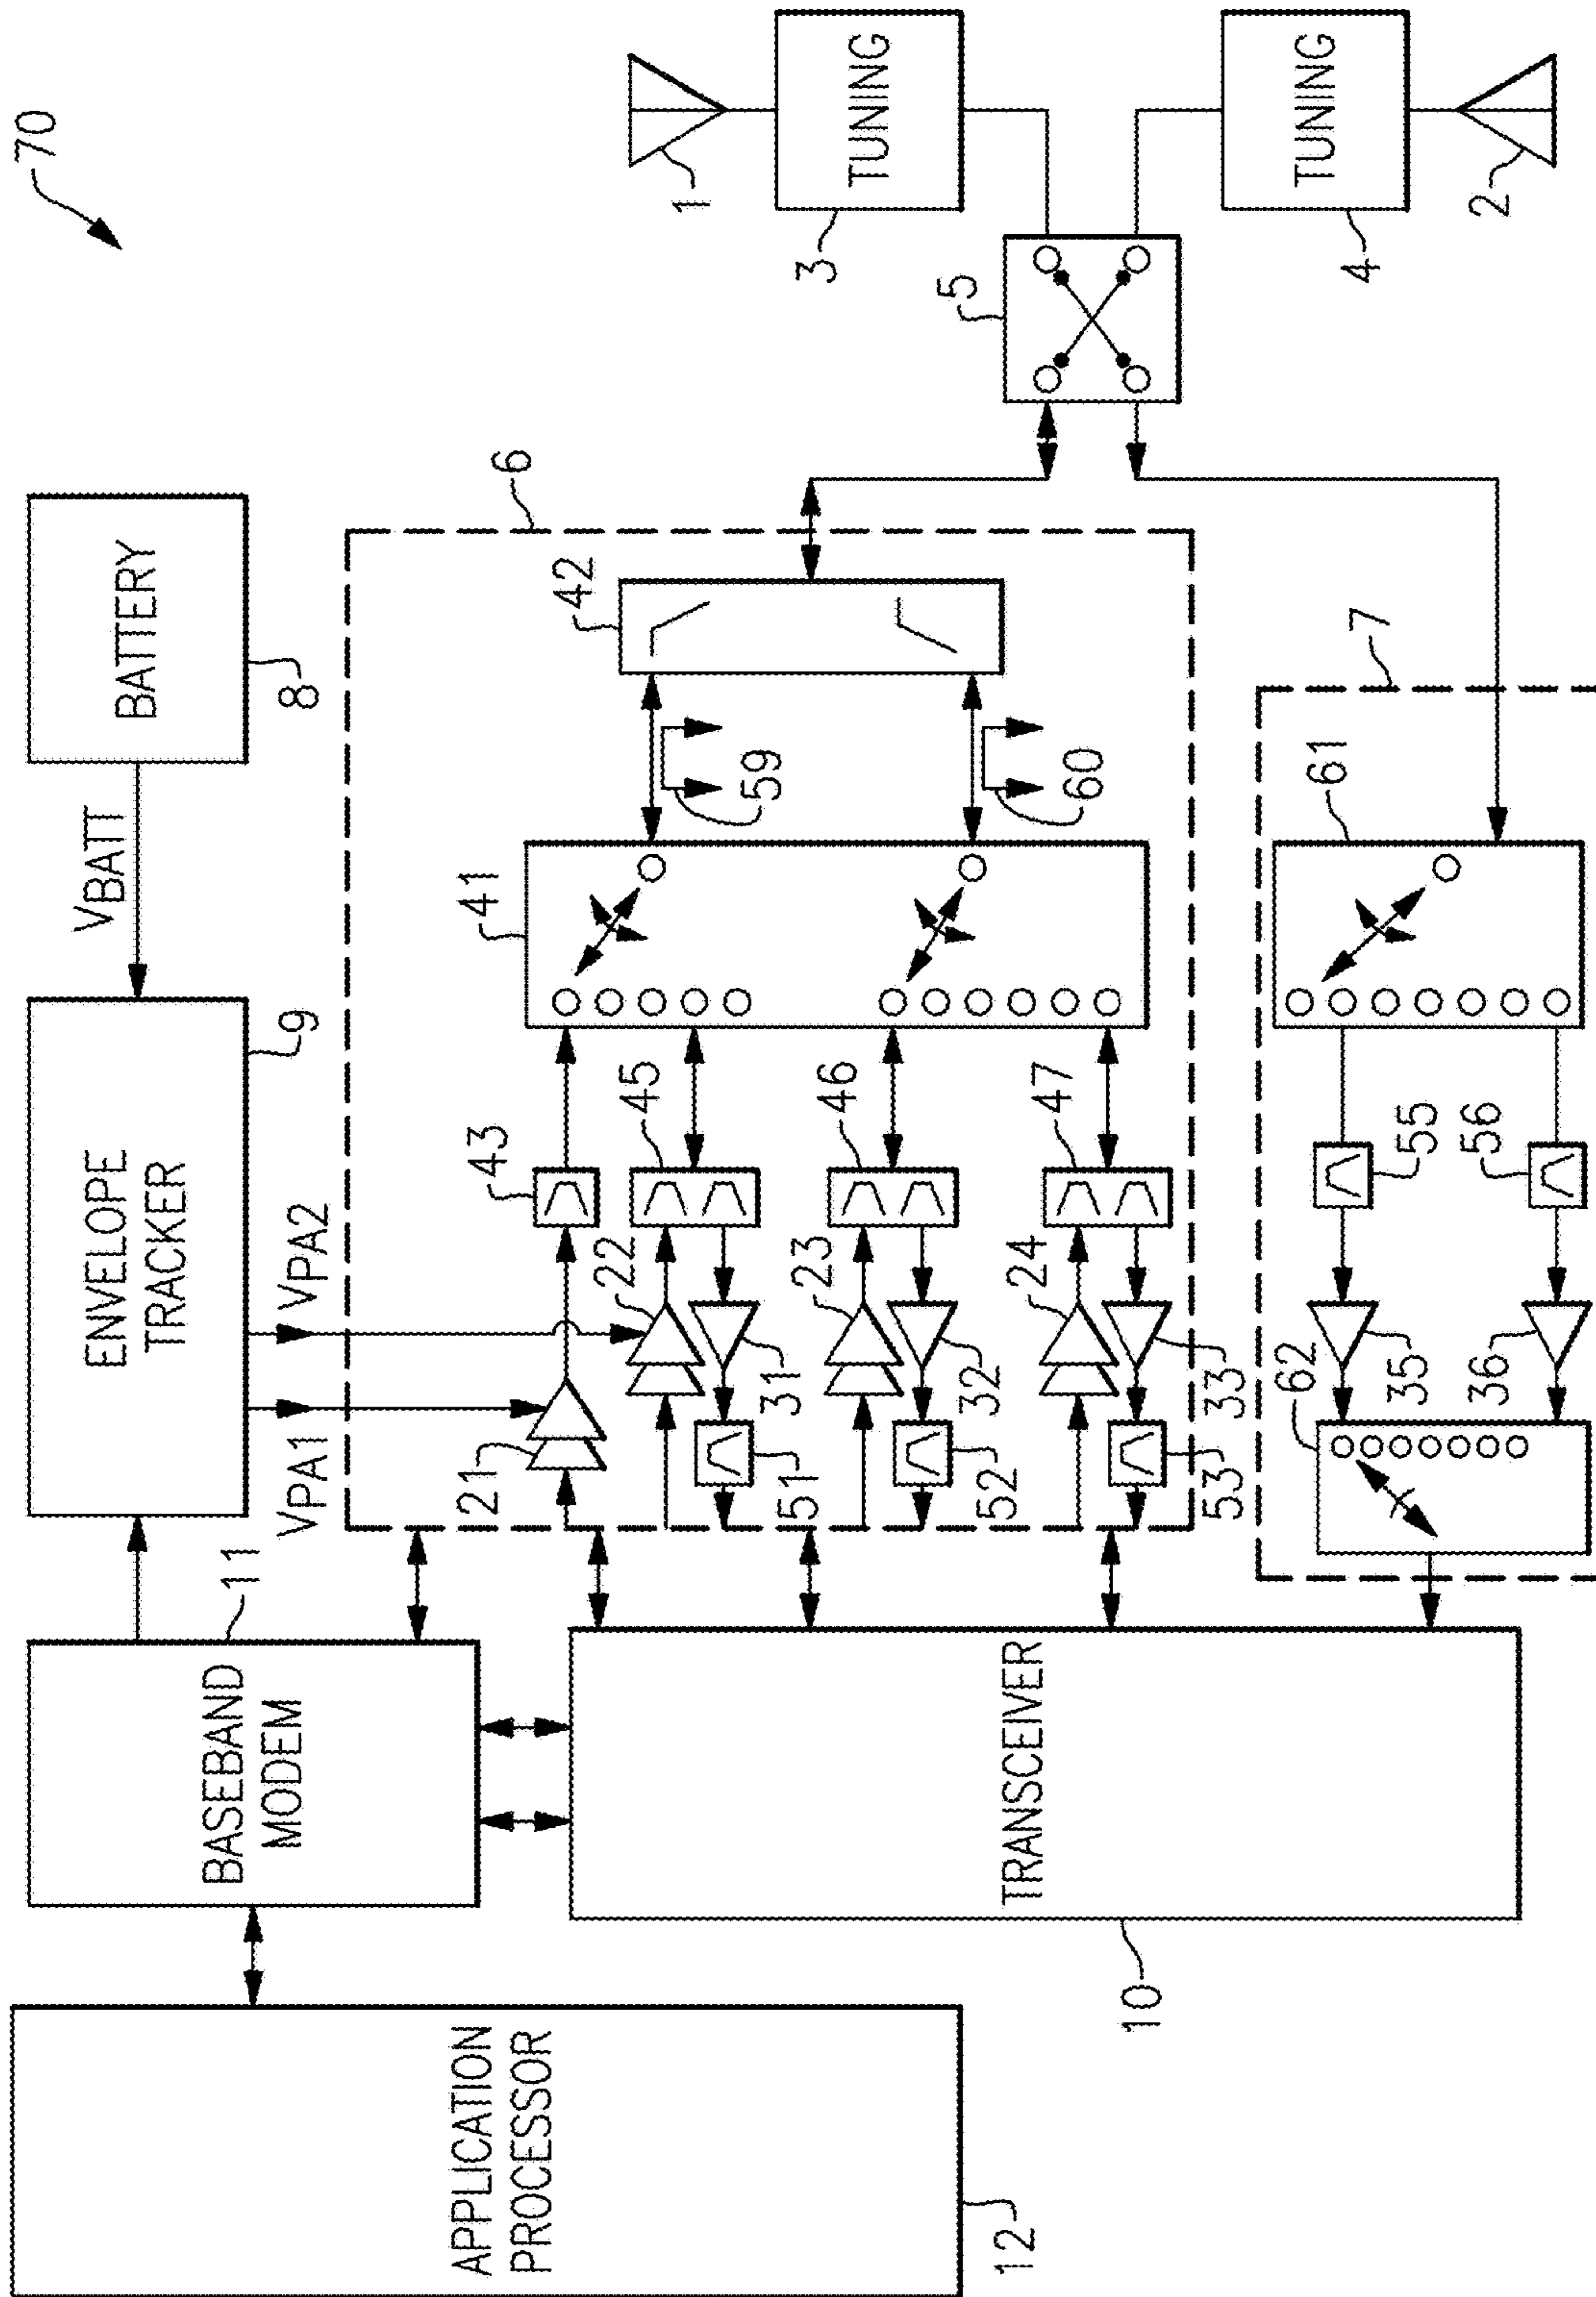 70
APPLICATION
PROCESSOR
12
BASEBAND
MODEM
11
ENVELOPE
TRACKER
9
VBATT
BATTERY
8
VPA1
VPA2
TRANSCEIVER
10
6
21
43
41
42
22
45
31
51
59
23
46
32
52
60
24
47
33
53
5
1
3
TUNING
TUNING
4
2
7
62
35
55
61
36
56